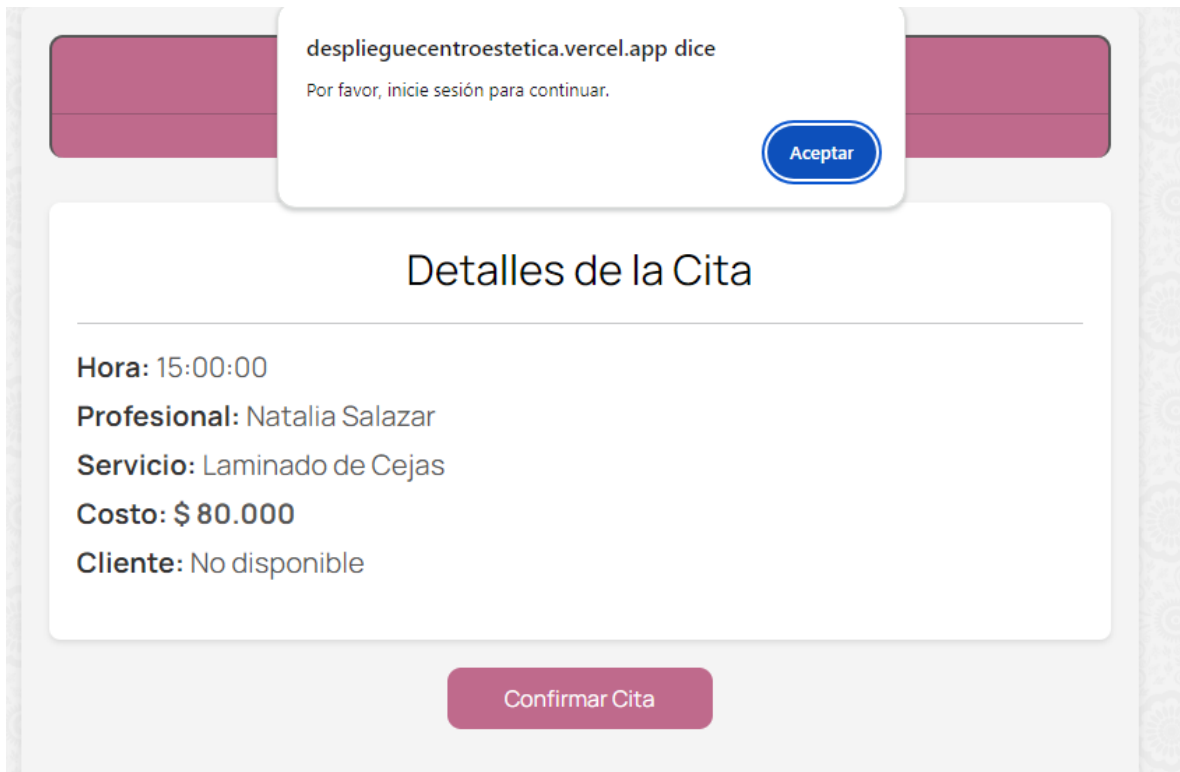 desplieguecentroestetica.vercel.app dice
Por favor, inicie sesión para continuar.
Aceptar
Detalles de la Cita
Hora: 15:00:00
Profesional: Natalia Salazar
Servicio: Laminado de Cejas
Costo: $ 80.000
Cliente: No disponible
Confirmar Cita